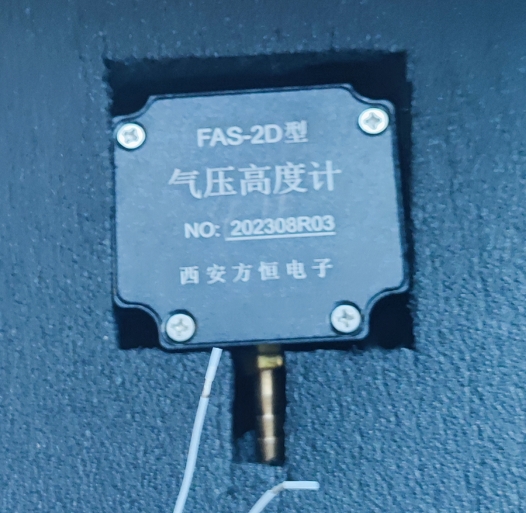 FAS-2D型
气压高度计
NO: 202308R03
西安方恒电子